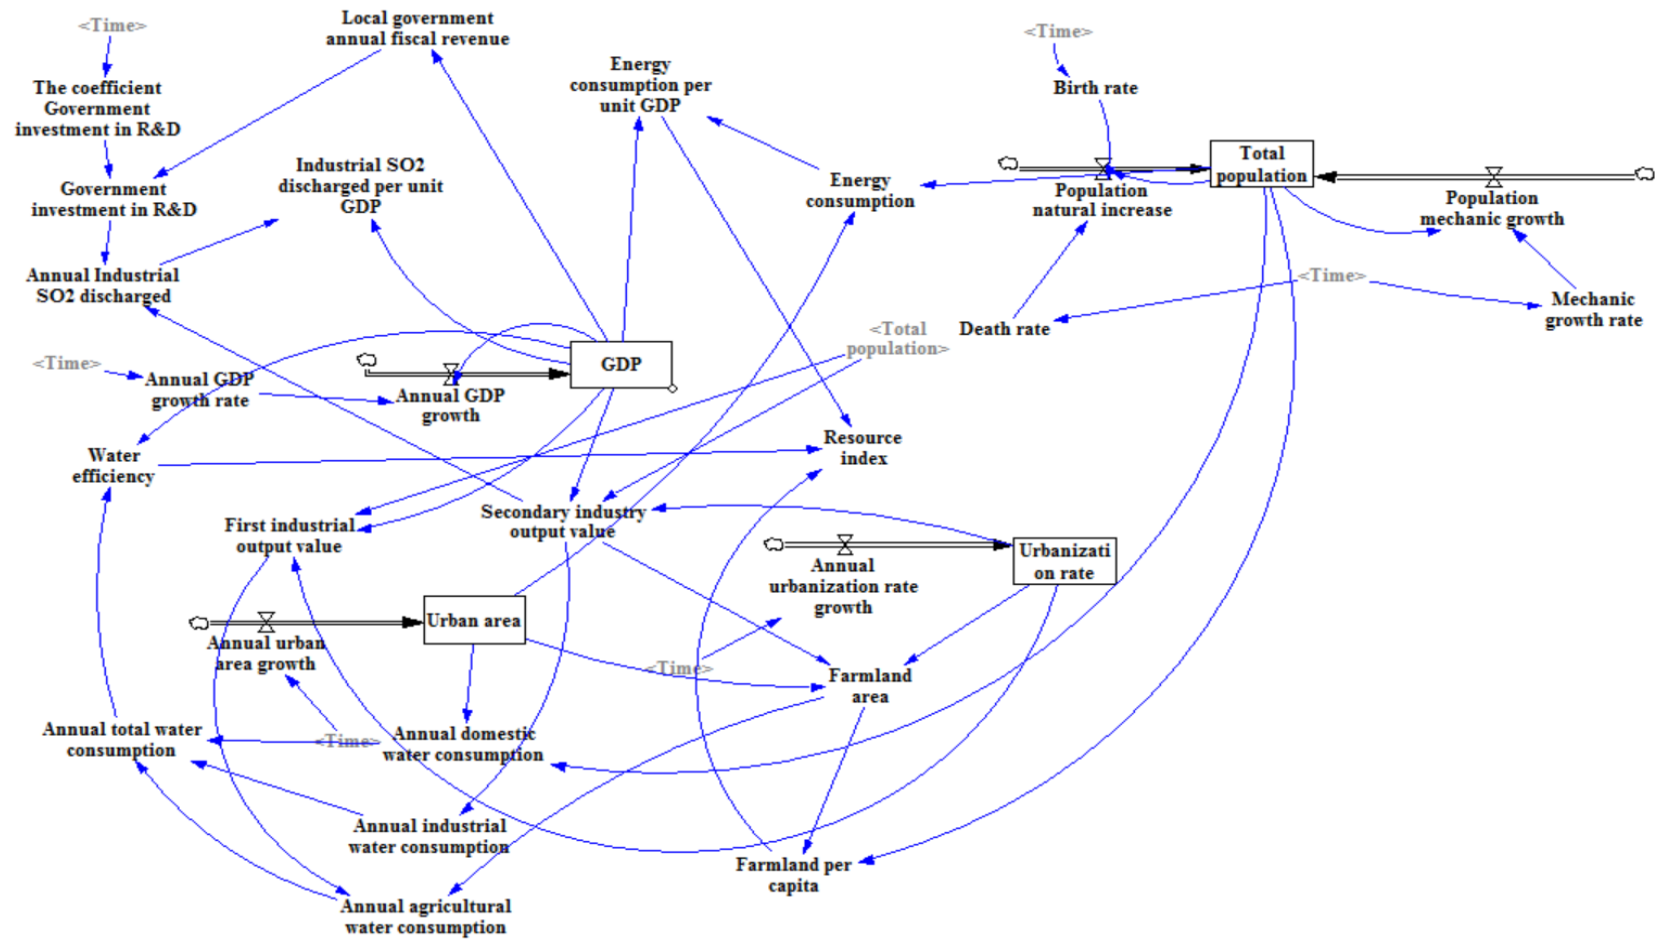 <Time>
Local government
annual fiscal revenue
The coefficient
Government
investment in R&D
Energy
consumption per
unit GDP
<Time>
Birth rate
Total
population
Industrial SO2
discharged per unit
GDP
Government
investment in R&D
Energy
consumption
Population
natural increase
Population
mechanic growth
Annual Industrial
SO2 discharged
<Time>
Mechanic
growth rate
Death rate
<Total
population>
<Time>
Annual GDP
growth rate
Annual GDP
growth
GDP
Water
efficiency
Resource
index
First industrial
output value
Secondary industry
output value
Annual
urbanization rate
growth
Urbanizati
on rate
Urban area
Annual urban
area growth
<Time>
Farmland
area
Annual total water
consumption
<Time>
Annual domestic
water consumption
Annual industrial
water consumption
Farmland per
capita
Annual agricultural
water consumption